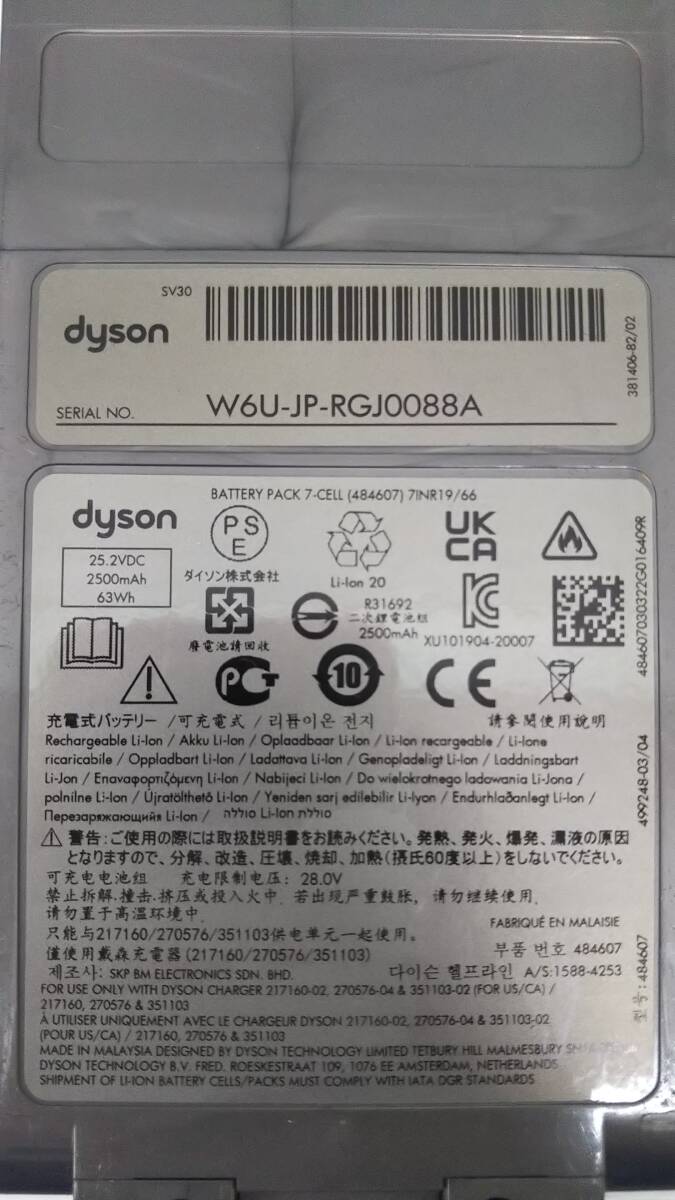 SV30
dyson
381406-82/02
SERIAL NO. W6U-JP-RGJ0088A
BATTERY PACK 7-CELL (484607) 7INR19/66
dyson
25.2VDC
2500mAh
63Wh
PSE
ダイソン株式会社
Li-Ion 20
UK
CA
484607030322G016409R
廢電池請回收
R31692
二次鋰電池組
2500mAh
XU101904-20007
10
CE
充電式バッテリー /可充電式 / 리튬이온 전지
請參閱使用說明
Rechargeable Li-Ion / Akku Li-Ion / Oplaadbaar Li-Ion / Li-Ion recargeable / Li-Ione
ricaricabile / Oppladbart Li-Ion / Ladattava Li-Ion / Genopladeligt Li-Ion / Laddningsbart
Li-Jon / Επαναφορτιζόμενη Li-Ion / Nabijeci Li-Ion / Do wielokrotnego ladowania Li-Jona /
polnilne Li-Ion / Újratölthető Li-Ion / Yeniden sarj edilebilir Li-lyon / Endurhlaðanlegt Li-Ion /
Перезаряжающийся Li-Ion / סוללה Li-Ion סוללת
499248-03/04
警告:ご使用の際には取扱説明書をお読みください。発熱、発火、爆発、漏液の原因
となりますので、分解、改造、圧壊、焼却、加熱(摂氏60度以上)をしないでください。
可充电电池组 充电限制电压: 28.0V
禁止拆解.撞击.挤压或投入火中. 若出现严重鼓胀, 请勿继续使用.
请勿置于高温环境中.
FABRIQUÉ EN MALAISIE
只能与217160/270576/351103供电单元一起使用。
僅使用戴森充電器(217160/270576/351103)
부품 번호 484607
제조사: SKP BM ELECTRONICS SDN. BHD.
다이슨 헬프라인 A/S:1588-4253
型号: 484607
FOR USE ONLY WITH DYSON CHARGER 217160-02, 270576-04 & 351103-02 (FOR US/CA) /
217160, 270576 & 351103
À UTILISER UNIQUEMENT AVEC LE CHARGEUR DYSON 217160-02, 270576-04 & 351103-02
(POUR US/CA) / 217160, 270576 & 351103
MADE IN MALAYSIA DESIGNED BY DYSON TECHNOLOGY LIMITED TETBURY HILL MALMESBURY
DYSON TECHNOLOGY B.V. FRED. ROESKESTRAAT 109, 1076 EE AMSTERDAM, NETHERLANDS
SHIPMENT OF LI-ION BATTERY CELLS/PACKS MUST COMPLY WITH IATA DGR STANDARDS